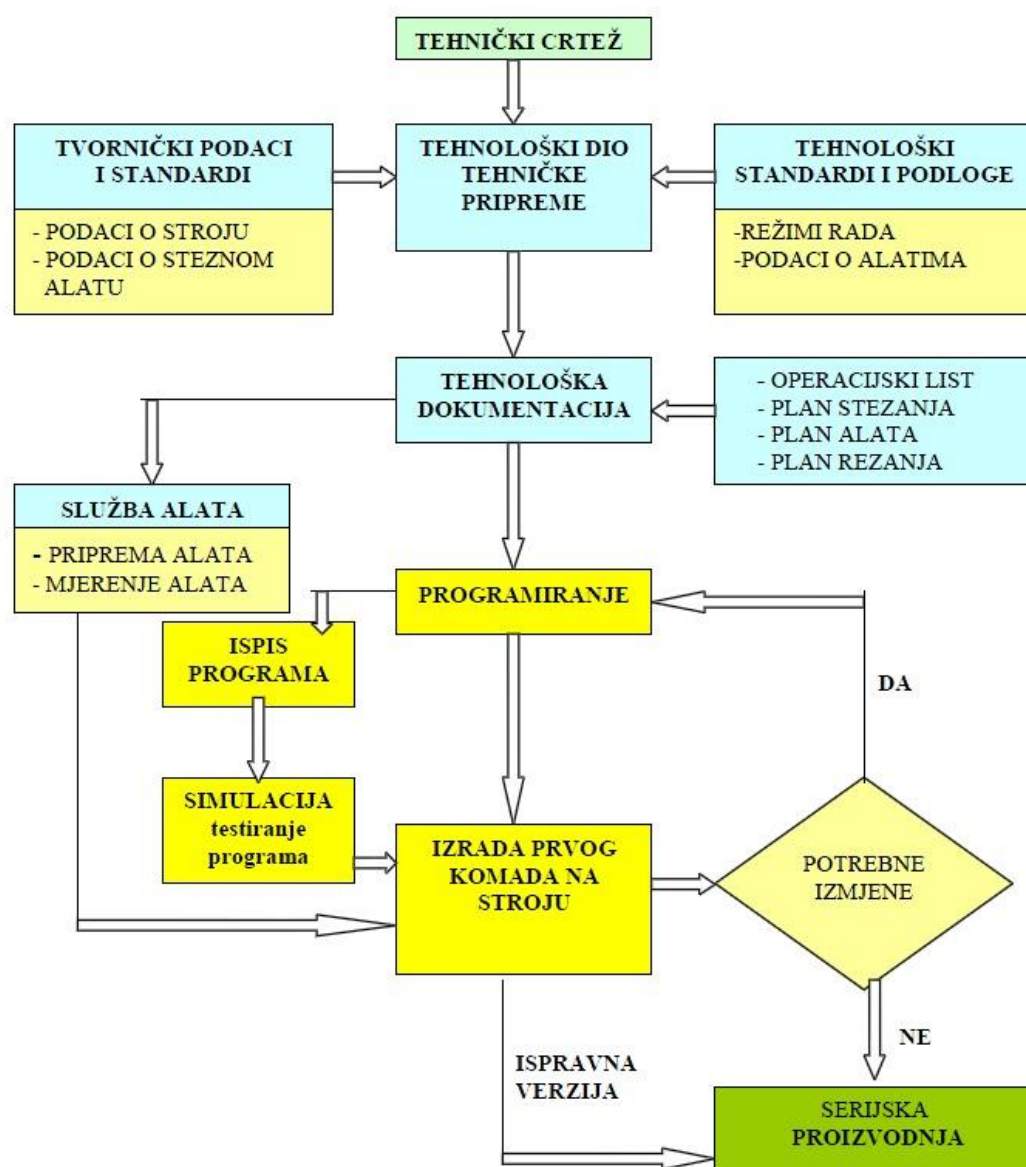 TEHNIČKI CRTEŽ
TVORNIČKI PODACI
I STANDARDI
- PODACI O STROJU
- PODACI O STEZNOM
ALATU
TEHNOLOŠKI DIO
TEHNIČKE
PRIPREME
TEHNOLOŠKI
STANDARDI I PODLOGE
-REŽIMI RADA
-PODACI O ALATIMA
TEHNOLOŠKA
DOKUMENTACIJA
- OPERACIJSKI LIST
- PLAN STEZANJA
- PLAN ALATA
- PLAN REZANJA
SLUŽBA ALATA
- PRIPREMA ALATA
- MJERENJE ALATA
PROGRAMIRANJE
ISPIS
PROGRAMA
DA
SIMULACIJA
testiranje
programa
IZRADA PRVOG
KOMADA NA
STROJU
POTREBNE
IZMJENE
NE
ISPRAVNA
VERZIJA
SERIJSKA
PROIZVODNJA